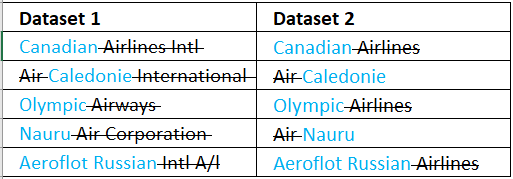 Dataset 1 Dataset 2
Canadian Airlines Intl Canadian Airlines
Air Caledonie International Air Caledonie
Olympic Airways Olympic Airlines
Nauru Air Corporation Air Nauru
Aeroflot Russian Intl A/l Aeroflot Russian Airlines